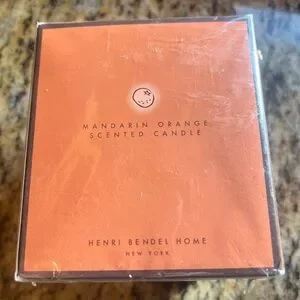 MANDARIN ORANGE
SCENTED CANDLE
HENRI BENDEL HOME
NEW YORK